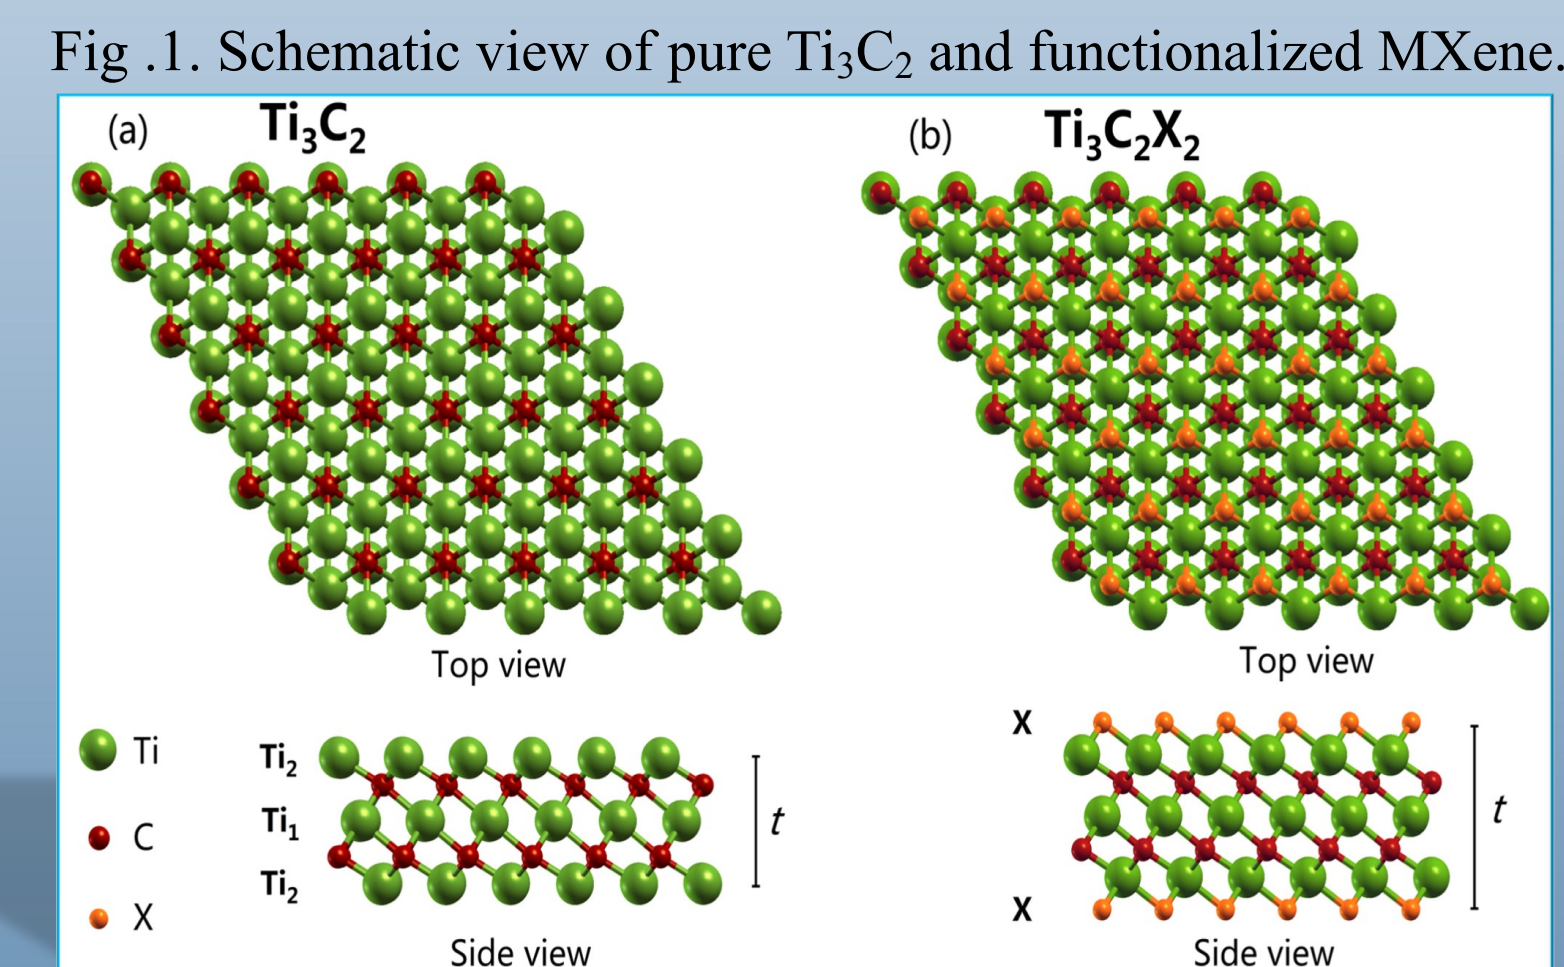 Fig .1. Schematic view of pure Ti₃C₂ and functionalized MXene.
(a) Ti₃C₂
(b) Ti₃C₂X₂
Top view
Top view
Ti
C
X
Ti₂
Ti₁
Ti₂
t
Side view
X
X
t
Side view